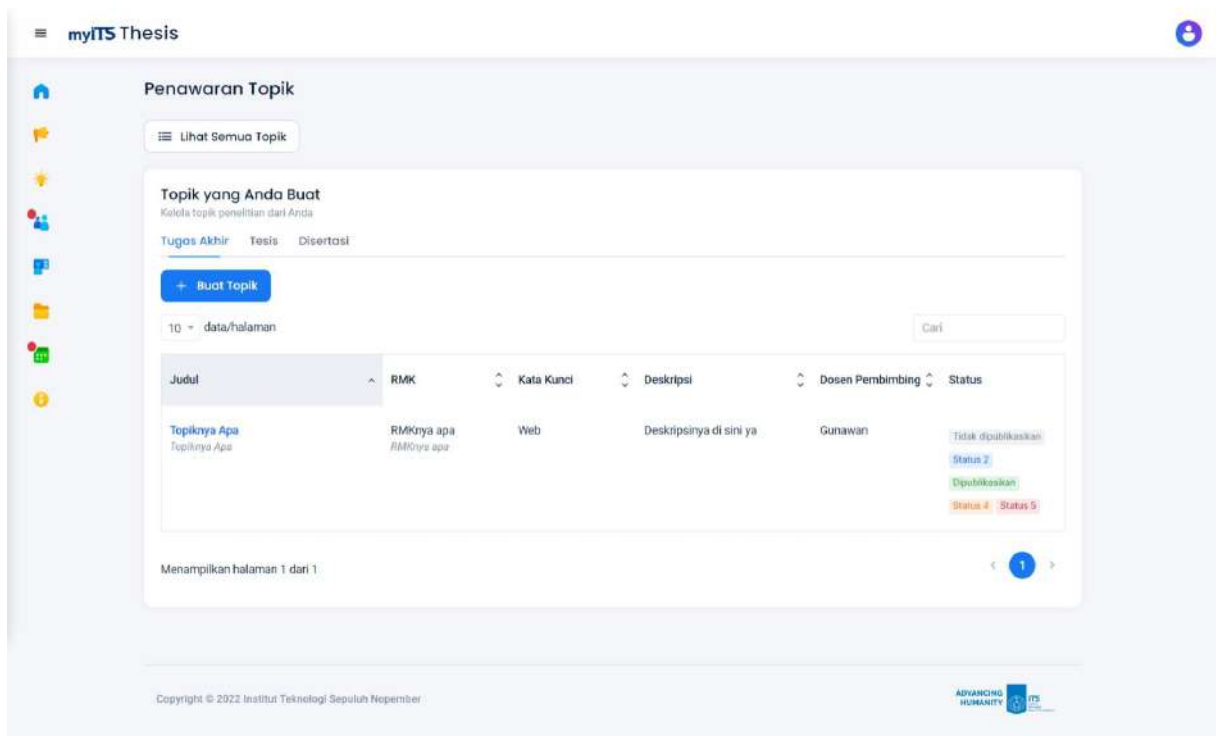 myITS Thesis
Penawaran Topik
Lihat Semua Topik
Topik yang Anda Buat
Kelola topik penelitian dari Anda
Tugas Akhir Tesis Disertasi
+ Buat Topik
10 data/halaman Cari
Judul RMK Kata Kunci Deskripsi Dosen Pembimbing Status
Topiknya Apa RMKnya apa Web Deskripsinya di sini ya Gunawan Tidak dipublikasikan
Topiknya Apa RMKnya apa
Status 2
Dipublikasikan
Status 4 Status 5
Menampilkan halaman 1 dari 1 < 1 >
Copyright © 2022 Institut Teknologi Sepuluh Nopember
ADVANCING
HUMANITY ITS